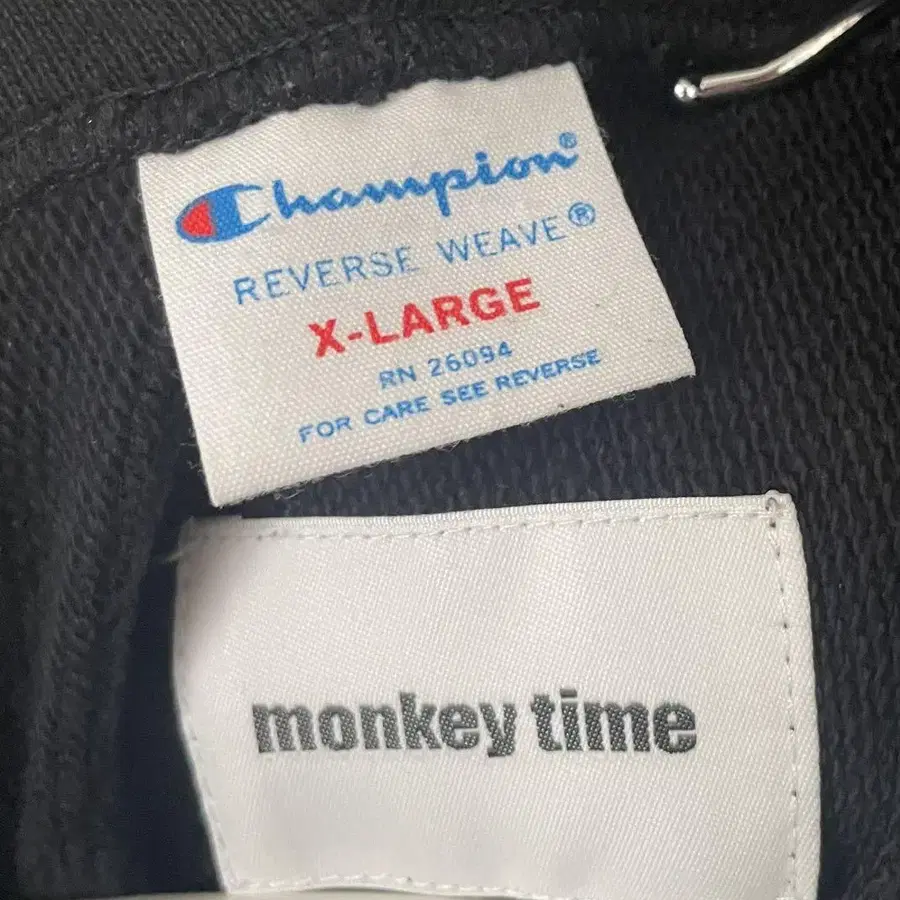 Champion®
REVERSE WEAVE®
X-LARGE
RN 26094
FOR CARE SEE REVERSE
monkey time